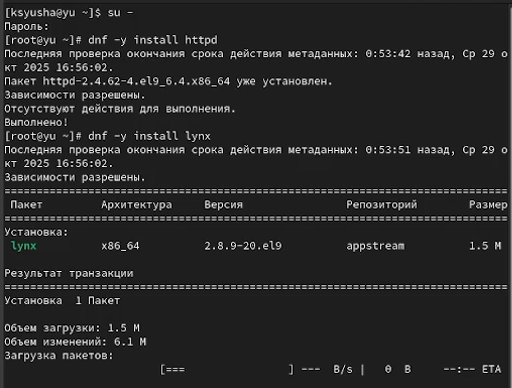 [ksyusha@yu ~]$ su -
Пароль:
[root@yu ~]# dnf -y install httpd
Последняя проверка окончания срока действия метаданных: 0:53:42 назад, Ср 29 о
кт 2025 16:56:02.
Пакет httpd-2.4.62-4.el9_6.4.x86_64 уже установлен.
Зависимости разрешены.
Отсутствуют действия для выполнения.
Выполнено!
[root@yu ~]# dnf -y install lynx
Последняя проверка окончания срока действия метаданных: 0:53:51 назад, Ср 29 о
кт 2025 16:56:02.
Зависимости разрешены.
================================================================================
Пакет Архитектура Версия Репозиторий Размер
================================================================================
Установка:
lynx x86_64 2.8.9-20.el9 appstream 1.5 M

Результат транзакции
================================================================================
Установка 1 Пакет

Объем загрузки: 1.5 M
Объем изменений: 6.1 M
Загрузка пакетов:
[=== ] --- B/s | 0 B --:-- ETA